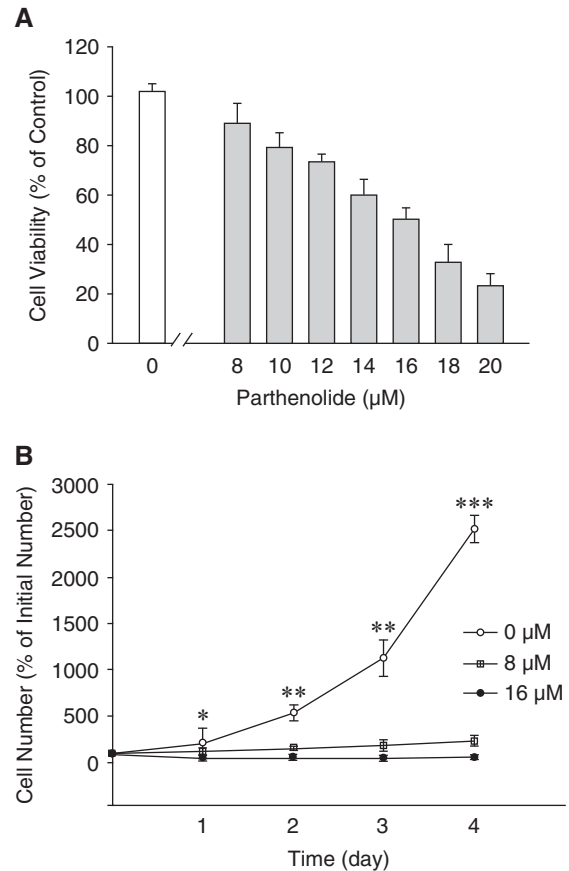 A
Cell Viability (% of Control)
120
100
80
60
40
20
0
0 8 10 12 14 16 18 20
Parthenolide (µM)
B
Cell Number (% of Initial Number)
3000
2500
2000
1500
1000
500
0
*
**
**
***
0 µM
8 µM
16 µM
1 2 3 4
Time (day)